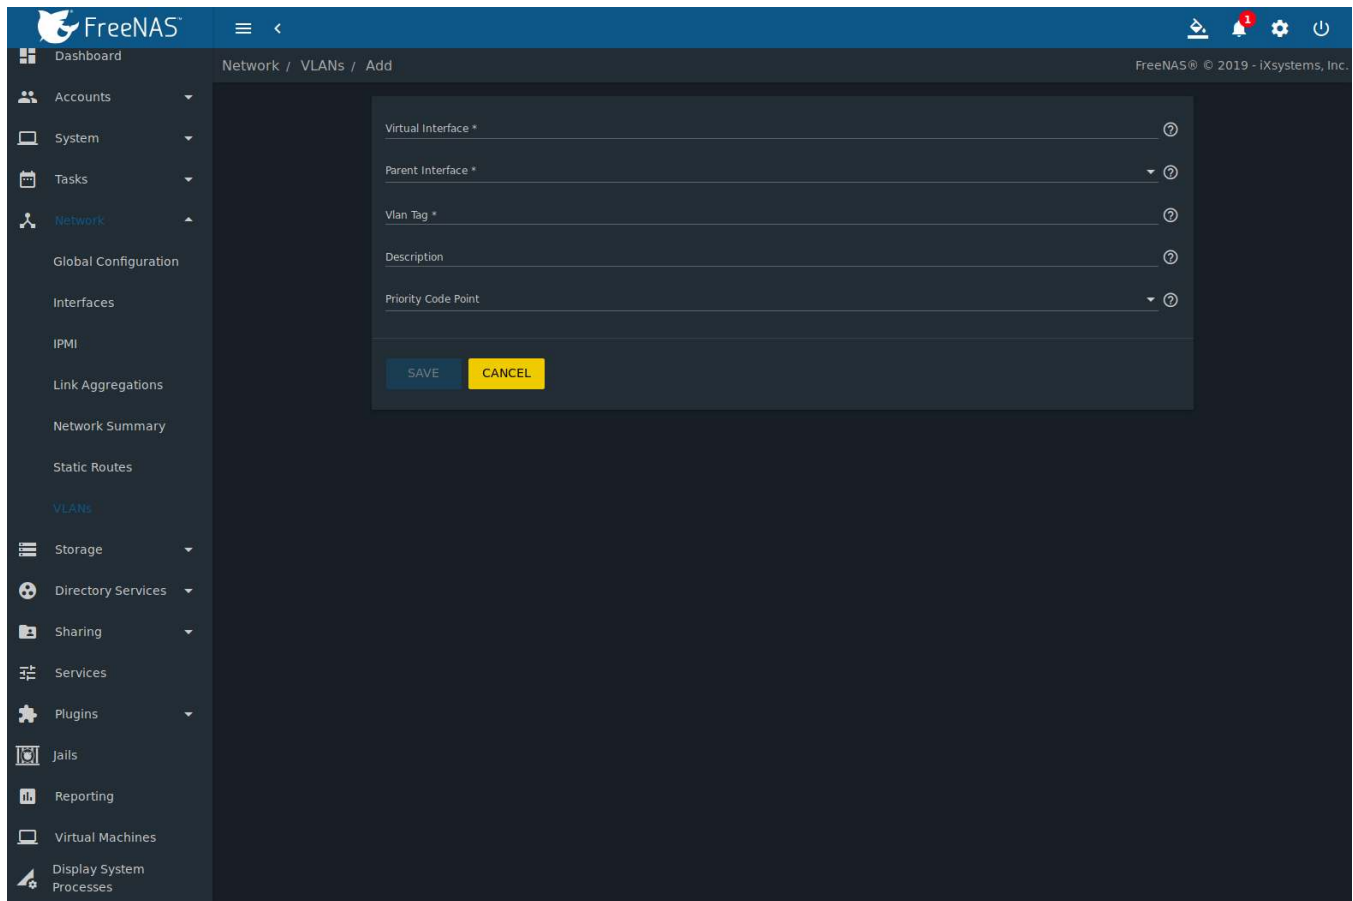 FreeNAS
1
Network / VLANs / Add
FreeNAS® © 2019 - iXsystems, Inc.
Dashboard
Accounts
System
Tasks
Network
Global Configuration
Interfaces
IPMI
Link Aggregations
Network Summary
Static Routes
VLANs
Storage
Directory Services
Sharing
Services
Plugins
Jails
Reporting
Virtual Machines
Display System
Processes
Virtual Interface *
Parent Interface *
Vlan Tag *
Description
Priority Code Point
SAVE CANCEL